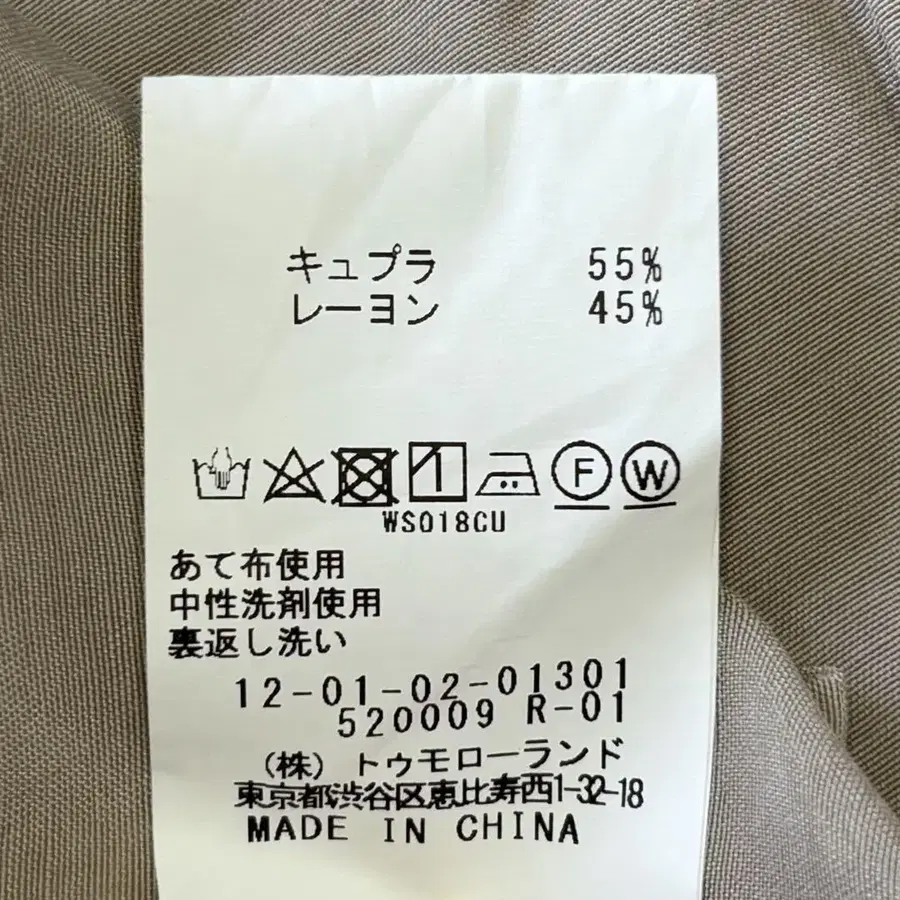 キュプラ 55%
レーヨン 45%
F W
WS018CU
あて布使用
中性洗剤使用
裏返し洗い
12-01-02-01301
520009 R-01
(株) トゥモローランド
東京都渋谷区恵比寿西1-32-18
MADE IN CHINA